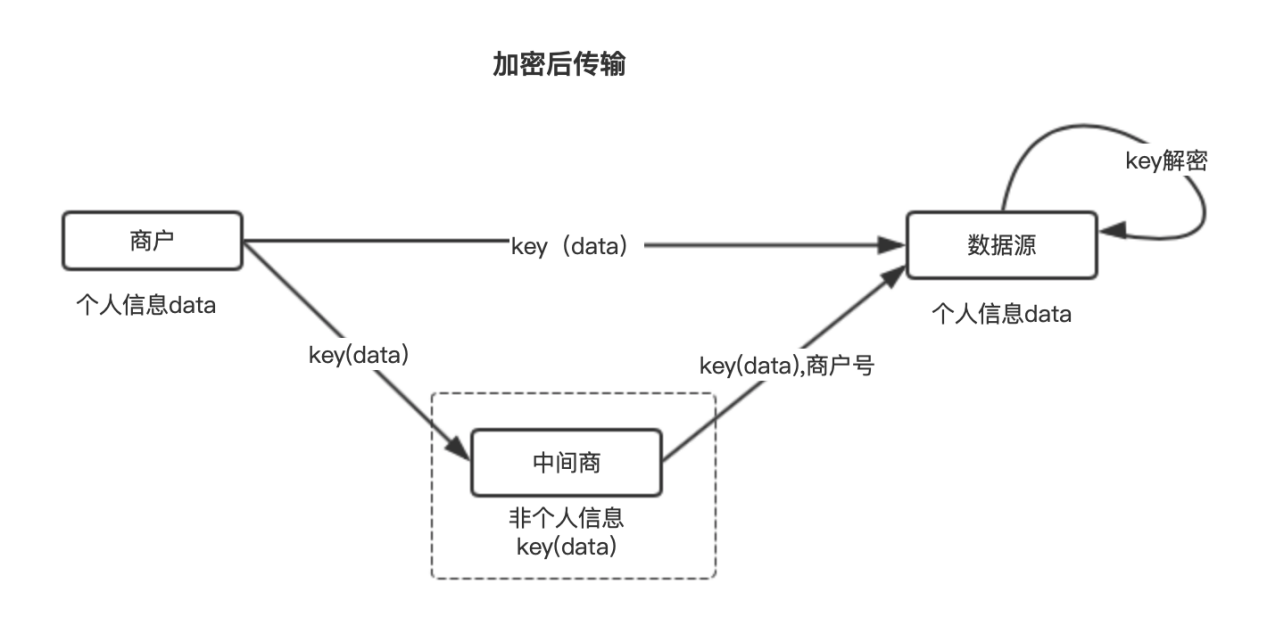 加密后传输
key解密
商户
key（data）
数据源
个人信息data
个人信息data
key(data)
key(data),商户号
中间商
非个人信息
key(data)